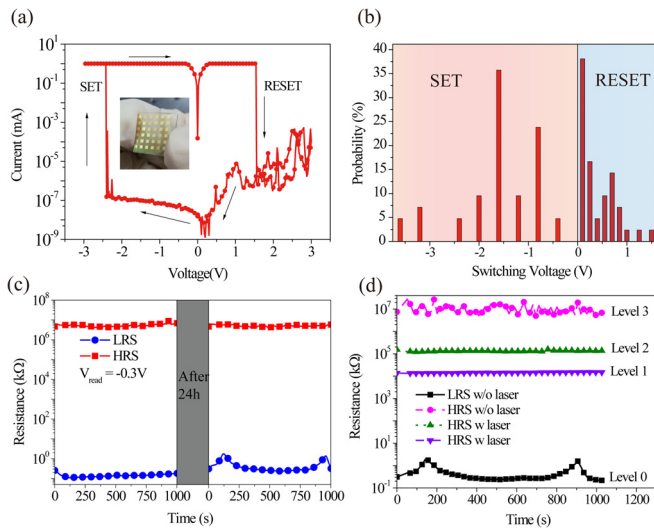 (a)
Current (mA)
10¹
10⁻¹
10⁻³
10⁻⁵
10⁻⁷
10⁻⁹
SET
RESET
-3 -2 -1 0 1 2 3
Voltage(V)
(b)
Probability (%)
40
35
30
25
20
15
10
5
0
SET
RESET
-3 -2 -1 0 1
Switching Voltage (V)
(c)
Resistance (kΩ)
10⁸
10⁶
10⁴
10²
10⁰
LRS
HRS
V_read = -0.3V
After
24h
0 250 500 750 1000 0 250 500 750 1000
Time (s)
(d)
Resistance (kΩ)
10⁷
10⁵
10³
10¹
10⁻¹
Level 3
Level 2
Level 1
LRS w/o laser
HRS w/o laser
HRS w laser
HRS w laser
Level 0
0 200 400 600 800 1000
Time (s)